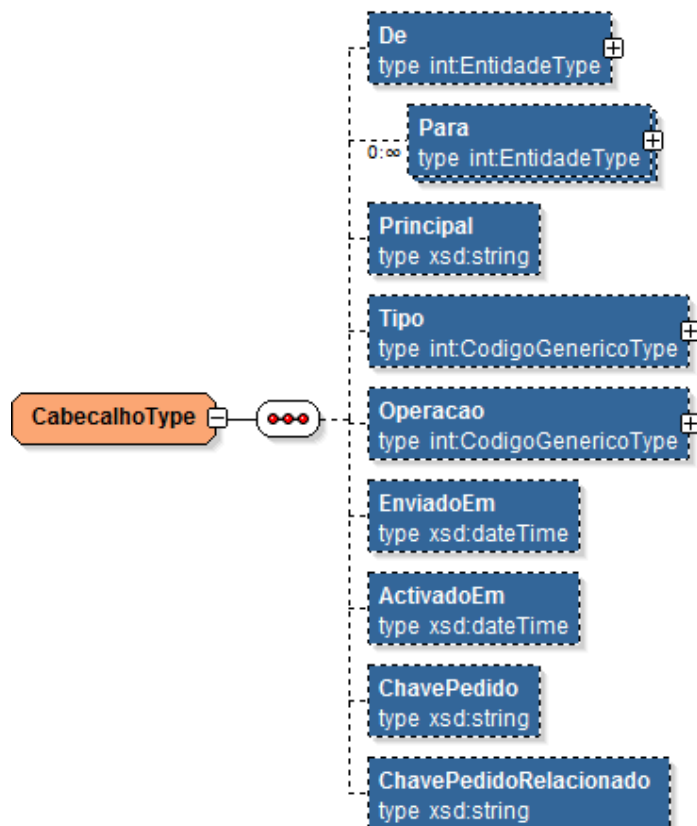 De
type int:EntidadeType
Para
0:∞
type int:EntidadeType
Principal
type xsd:string
Tipo
type int:CodigoGenericoType
CabecalhoType
Operacao
type int:CodigoGenericoType
EnviadoEm
type xsd:dateTime
ActivadoEm
type xsd:dateTime
ChavePedido
type xsd:string
ChavePedidoRelacionado
type xsd:string